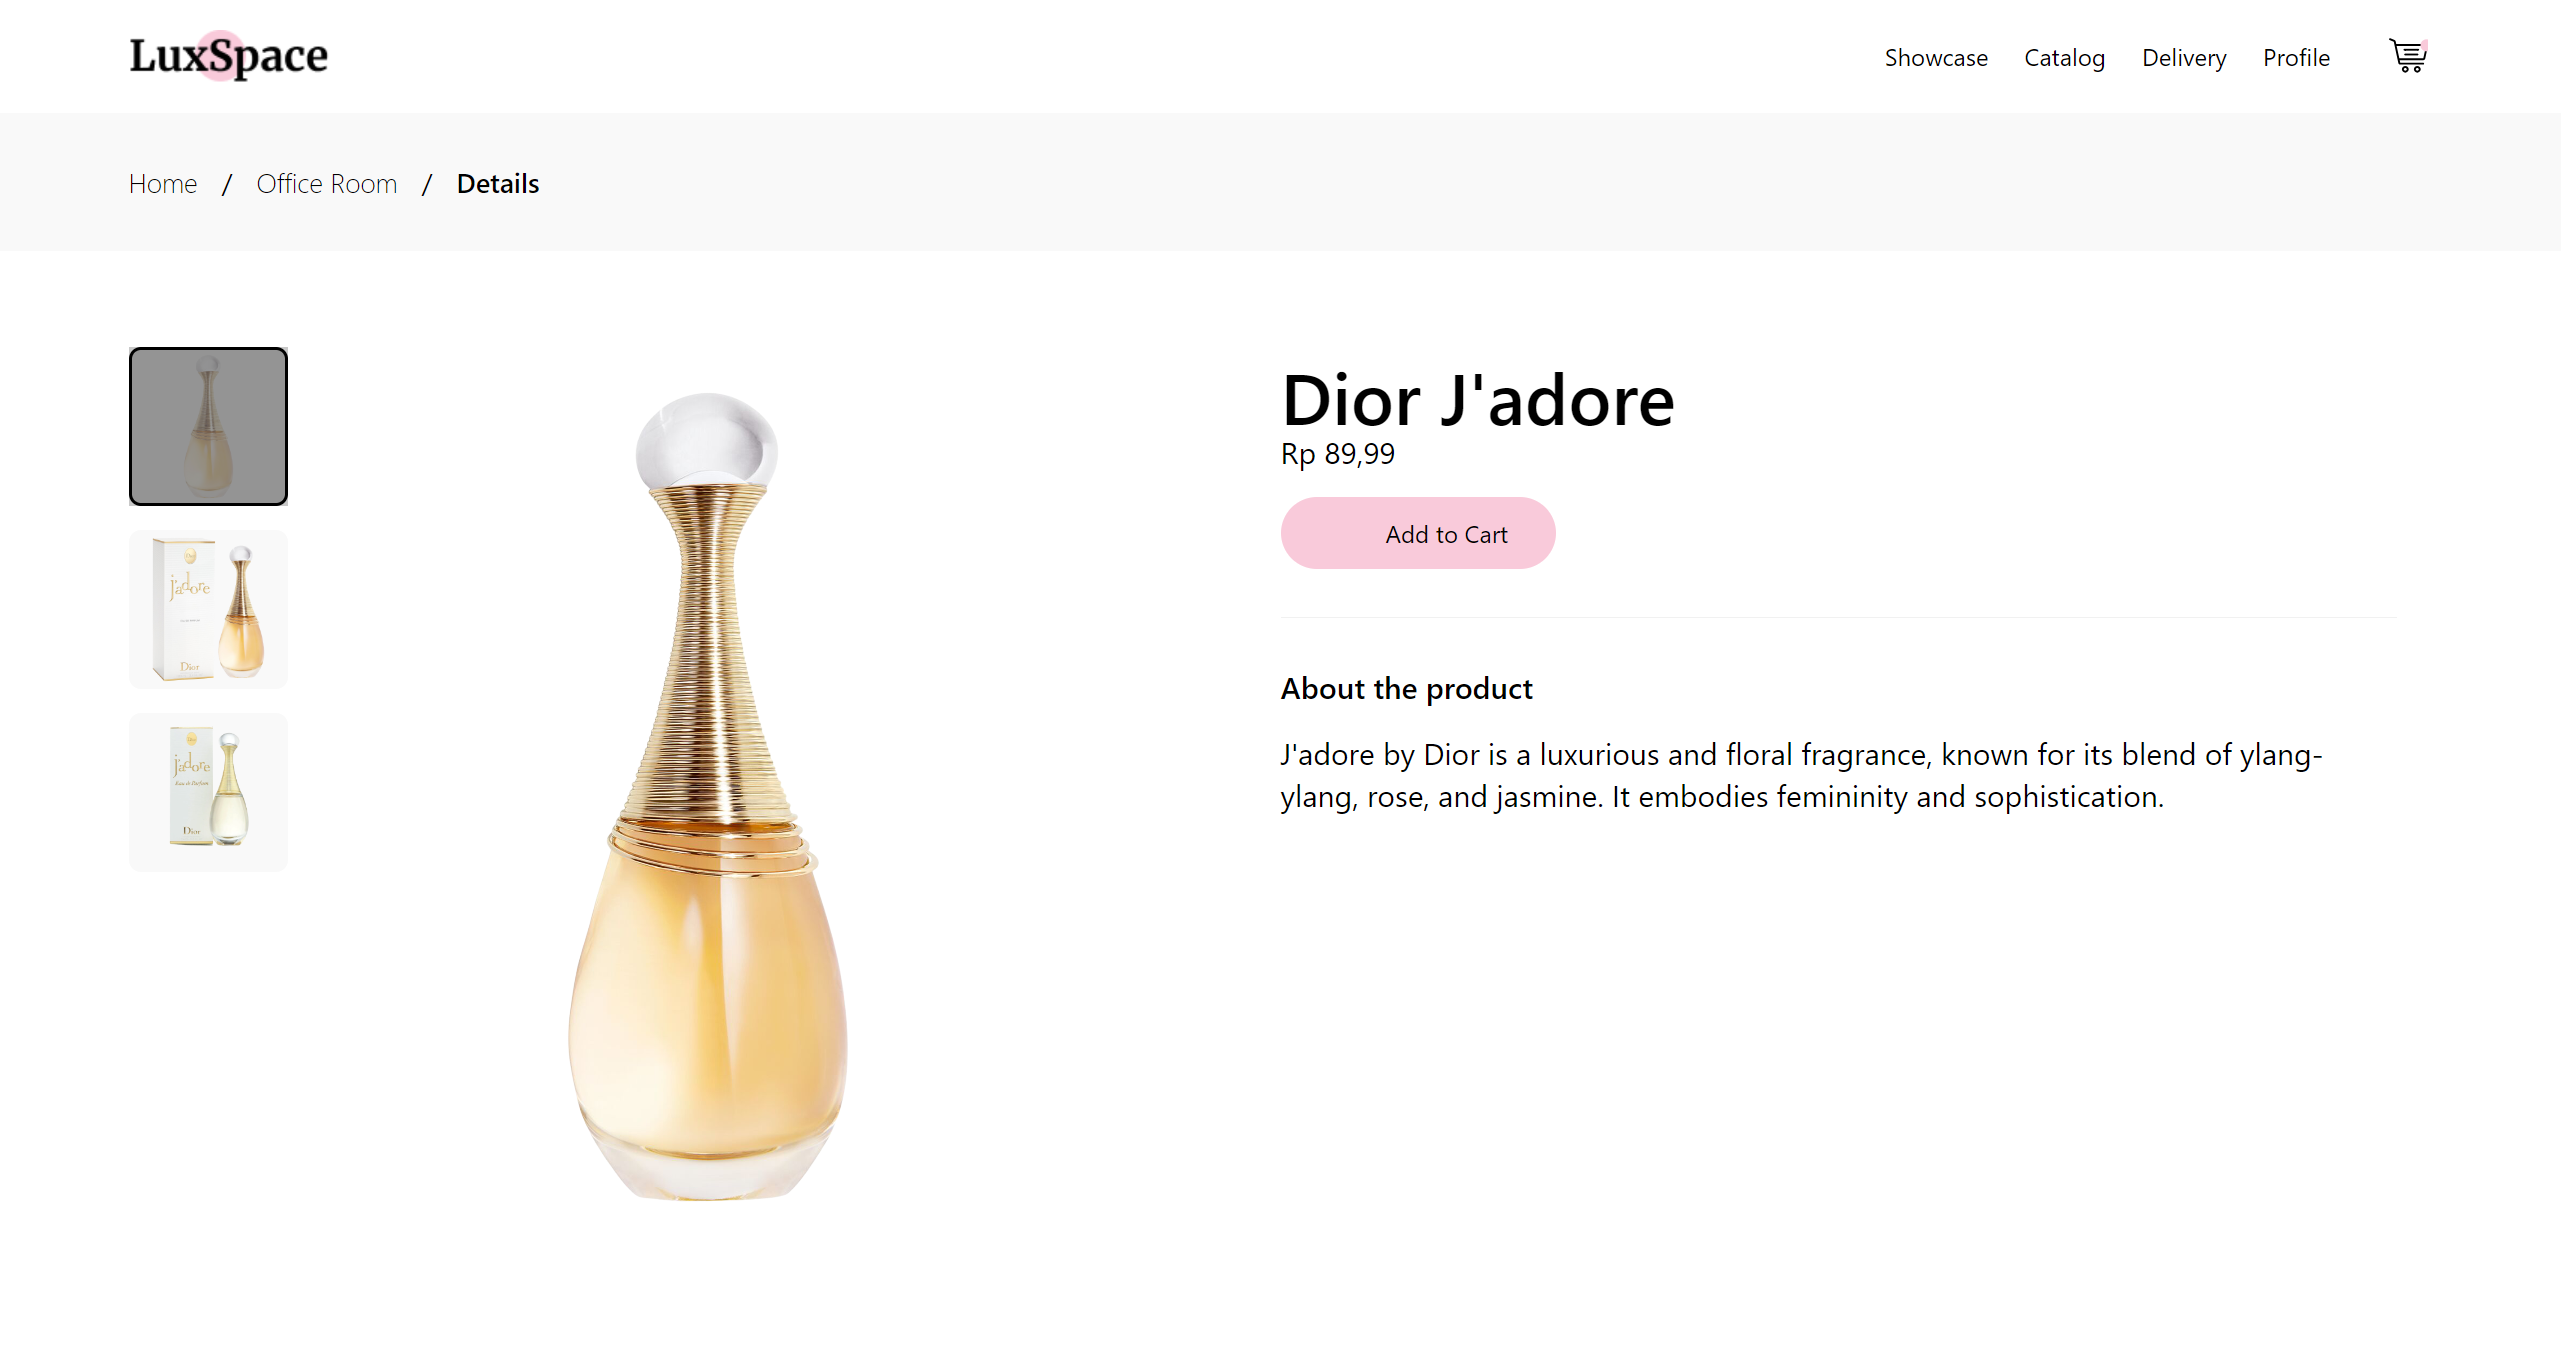 LuxSpace
Showcase Catalog Delivery Profile
Home / Office Room / Details
Dior J'adore
Rp 89,99
Add to Cart
j'adore
Dior
About the product
J'adore by Dior is a luxurious and floral fragrance, known for its blend of ylang-
ylang, rose, and jasmine. It embodies femininity and sophistication.
j'adore
Eau de Parfum
Dior